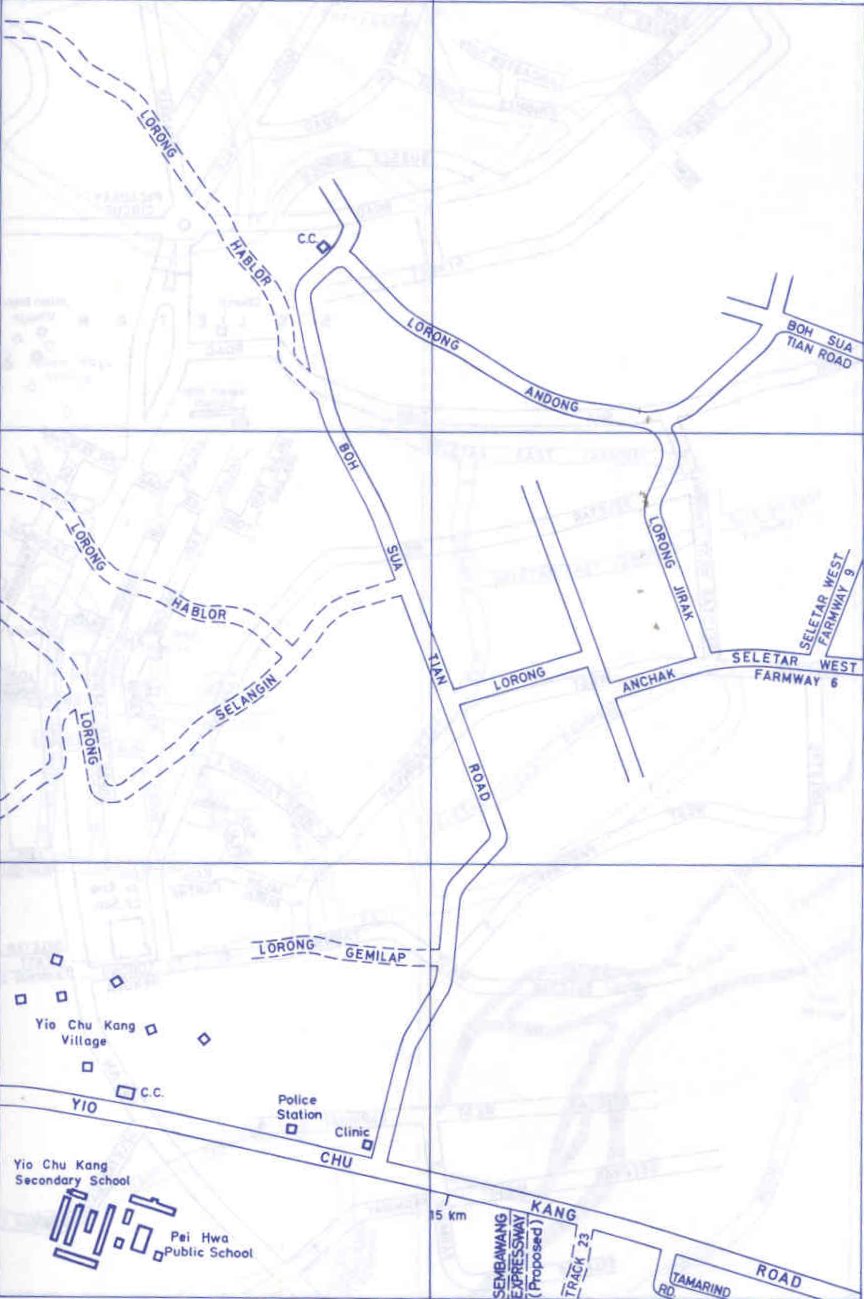 LORONG
HABLOR
C.C.
LORONG
ANDONG
BOH SUA
TIAN ROAD
BOH
SUA
TIAN
ROAD
LORONG
HABLOR
SELANGIN
LORONG
LORONG
JIRAK
LORONG
ANCHAK
SELETAR WEST
FARMWAY 6
SELETAR WEST
FARMWAY 9
LORONG GEMILAP
Yio Chu Kang
Village
C.C.
Police
Station
Clinic
YIO
CHU
KANG
ROAD
15 km
Yio Chu Kang
Secondary School
Pei Hwa
Public School
SEMBAWANG
EXPRESSWAY
(Proposed)
TRACK 23
TAMARIND
RD.